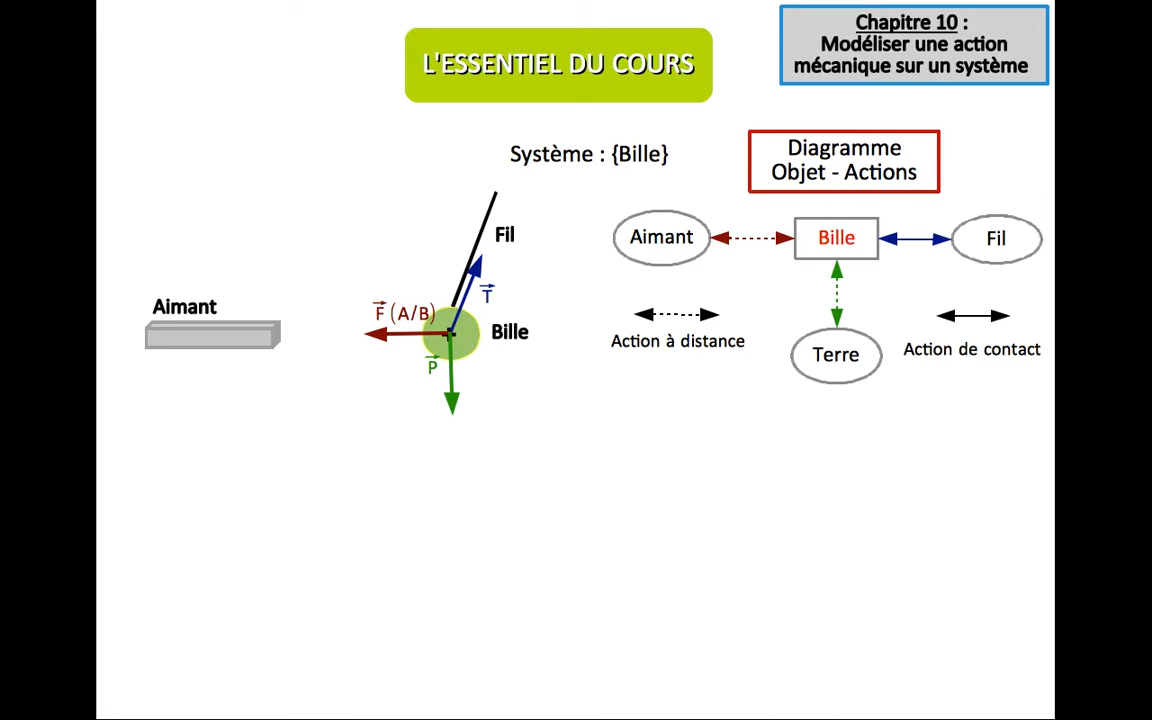 Chapitre 10 :
Modéliser une action
mécanique sur un système
L'ESSENTIEL DU COURS
Système : {Bille}
Diagramme
Objet - Actions
Fil
T
Aimant
F (A/B)
Bille
P
Aimant
Bille
Fil
Action à distance
Terre
Action de contact